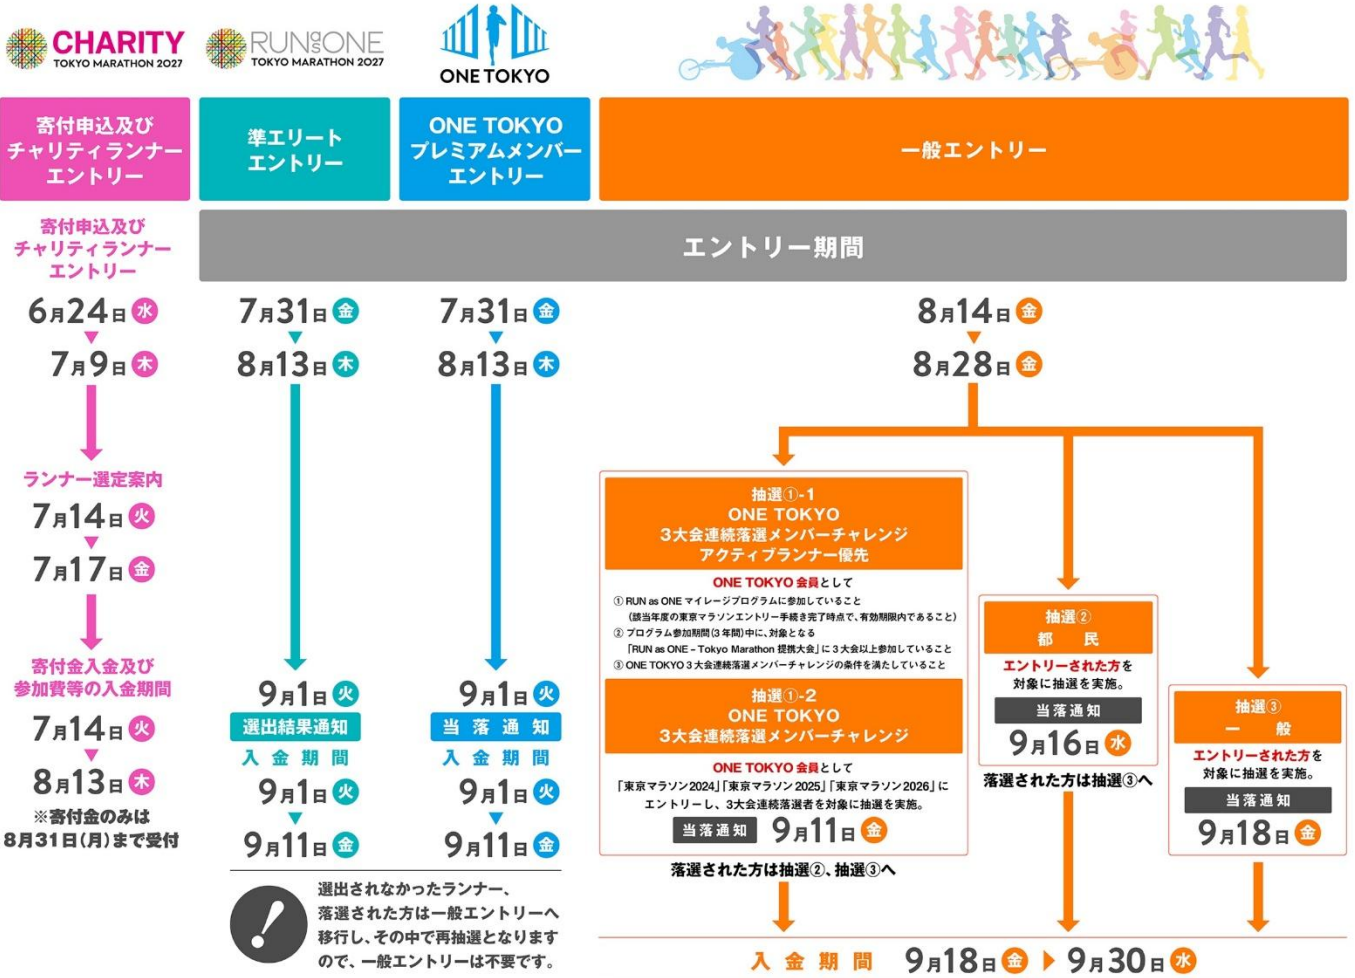 CHARITY
TOKYO MARATHON 2027
RUN as ONE
TOKYO MARATHON 2027
ONE TOKYO
寄付申込及び
チャリティランナー
エントリー
準エリート
エントリー
ONE TOKYO
プレミアムメンバー
エントリー
一般エントリー
寄付申込及び
チャリティランナー
エントリー
6月24日 水
7月9日 木
ランナー選定案内
7月14日 火
7月17日 金
寄付金入金及び
参加費等の入金期間
7月14日 火
8月13日 木
※寄付金のみは
8月31日(月)まで受付
エントリー期間
7月31日 金
8月13日 木
9月1日 火
選出結果通知
入金期間
9月1日 火
9月11日 金
7月31日 金
8月13日 木
9月1日 火
当落通知
入金期間
9月1日 火
9月11日 金
!
選出されなかったランナー、
落選された方は一般エントリーへ
移行し、その中で再抽選となります
ので、一般エントリーは不要です。
8月14日 金
8月28日 金
抽選①-1
ONE TOKYO
3大会連続落選メンバーチャレンジ
アクティブランナー優先
ONE TOKYO 会員として
① RUN as ONE マイレージプログラムに参加していること
(該当年度の東京マラソンエントリー手続き完了時点で、有効期限内であること)
② プログラム参加期間(3年間)中に、対象となる
「RUN as ONE – Tokyo Marathon 提携大会」に3大会以上参加していること
③ ONE TOKYO 3大会連続落選メンバーチャレンジの条件を満たしていること
抽選①-2
ONE TOKYO
3大会連続落選メンバーチャレンジ
ONE TOKYO 会員として
「東京マラソン2024」「東京マラソン2025」「東京マラソン2026」に
エントリーし、3大会連続落選者を対象に抽選を実施。
当落通知 9月11日 金
落選された方は抽選②、抽選③へ
抽選②
都 民
エントリーされた方を
対象に抽選を実施。
当落通知
9月16日 水
落選された方は抽選③へ
抽選③
一 般
エントリーされた方を
対象に抽選を実施。
当落通知
9月18日 金
入金期間 9月18日 金 ▶ 9月30日 水